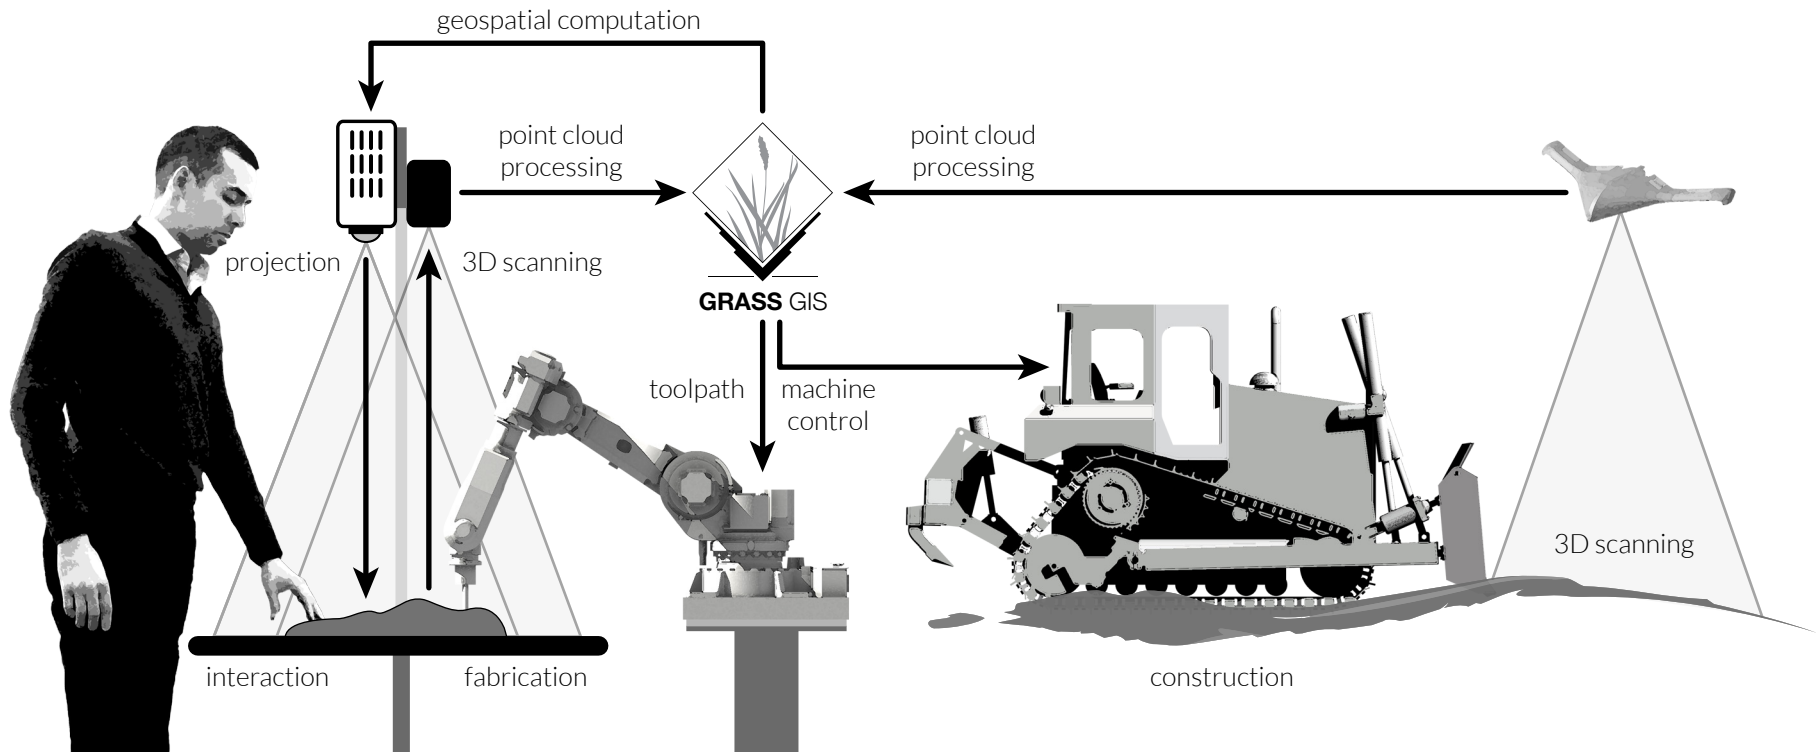 geospatial computation
point cloud
processing
point cloud
processing
projection
3D scanning
GRASS GIS
toolpath
machine
control
3D scanning
interaction
fabrication
construction